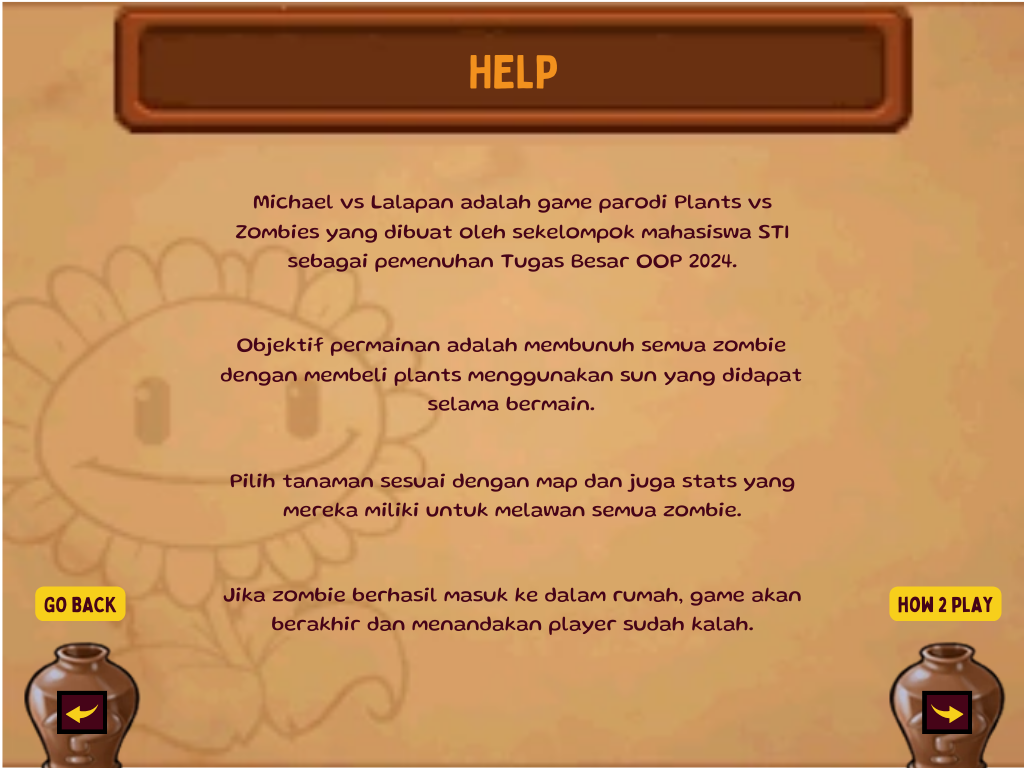 HELP
Michael vs Lalapan adalah game parodi Plants vs
Zombies yang dibuat oleh sekelompok mahasiswa STI
sebagai pemenuhan Tugas Besar OOP 2024.
Objektif permainan adalah membunuh semua zombie
dengan membeli plants menggunakan sun yang didapat
selama bermain.
Pilih tanaman sesuai dengan map dan juga stats yang
mereka miliki untuk melawan semua zombie.
Jika zombie berhasil masuk ke dalam rumah, game akan
berakhir dan menandakan player sudah kalah.
GO BACK
HOW 2 PLAY